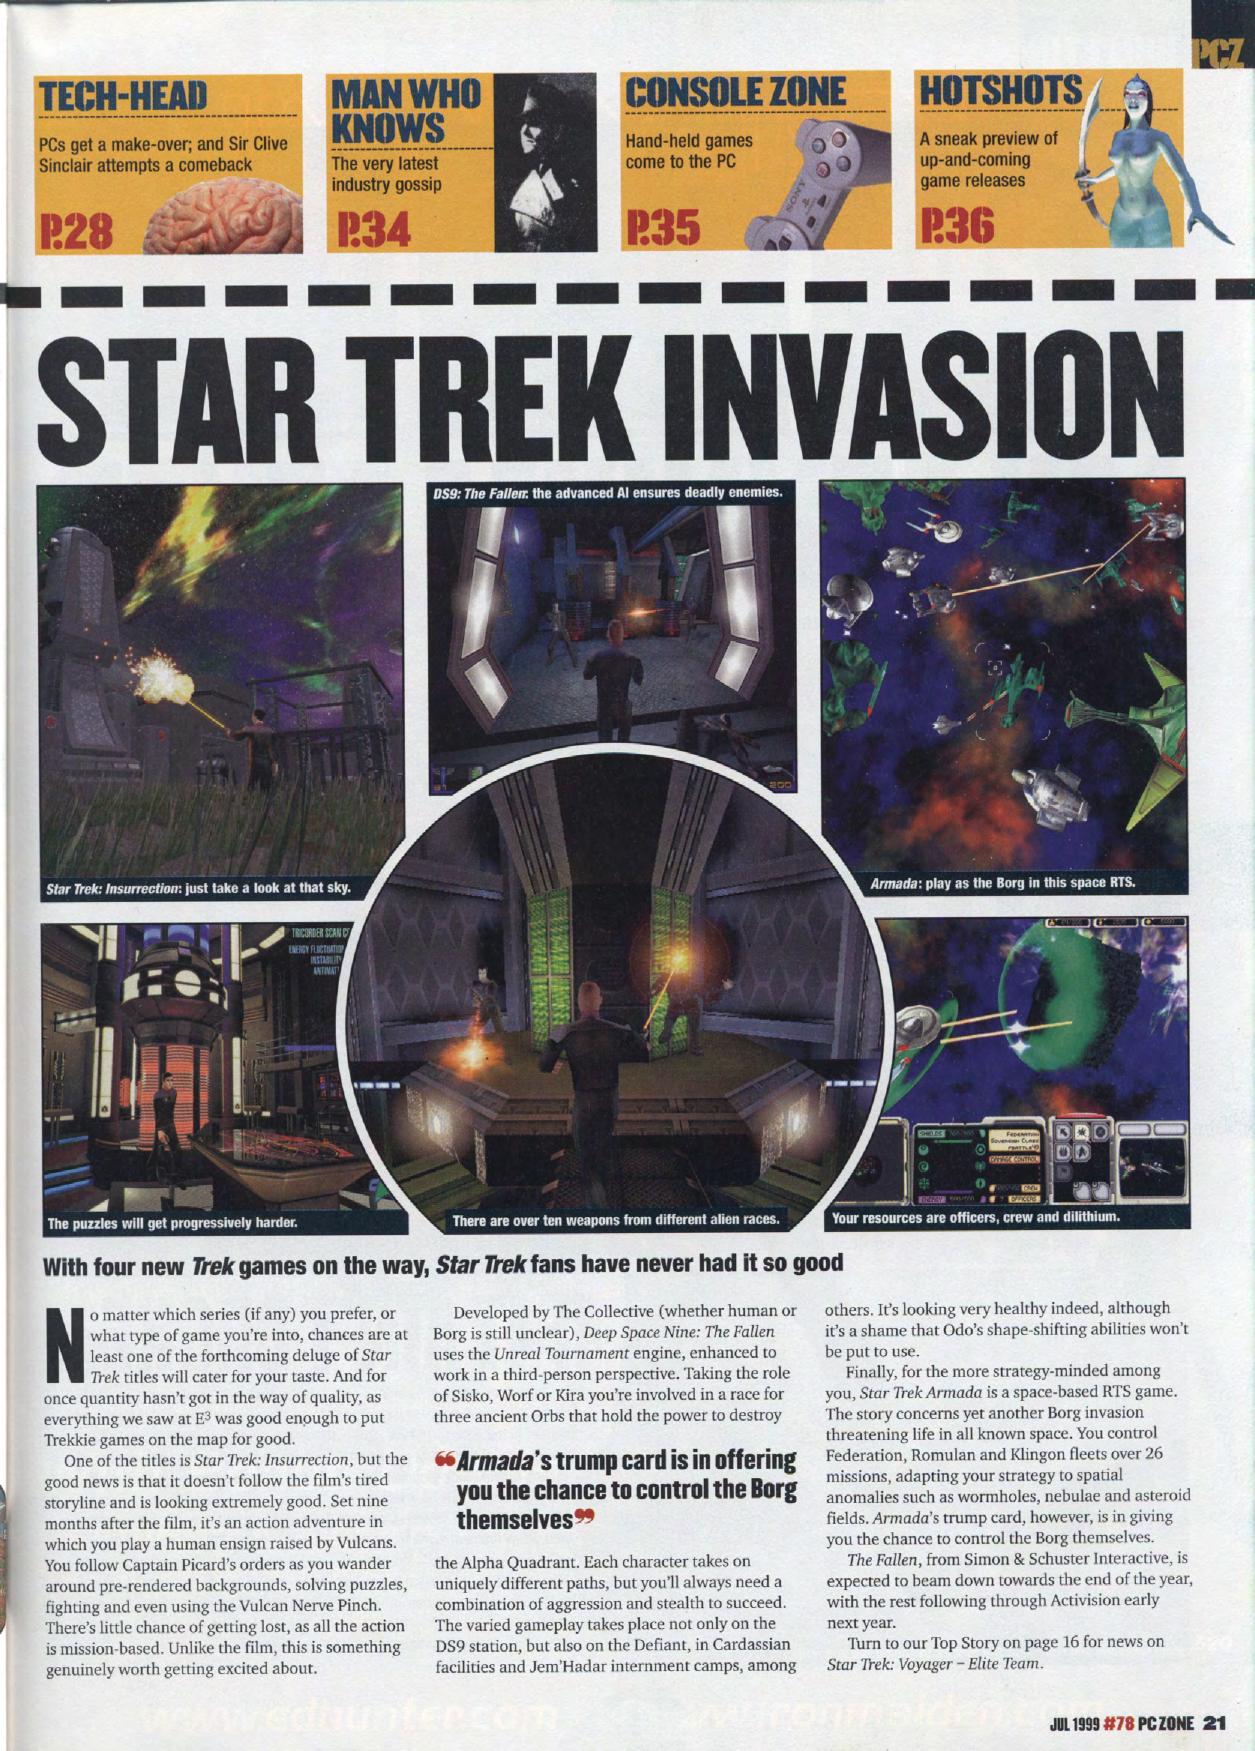 PCZ
TECH-HEAD
PCs get a make-over; and Sir Clive
Sinclair attempts a comeback
P.28
MAN WHO
KNOWS
The very latest
industry gossip
P.34
CONSOLE ZONE
Hand-held games
come to the PC
SONY
P.35
HOTSHOTS
A sneak preview of
up-and-coming
game releases
P.36
STAR TREK INVASION
DS9: The Fallen: the advanced AI ensures deadly enemies.
200
Star Trek: Insurrection: just take a look at that sky.
Armada: play as the Borg in this space RTS.
TRICORDER SCAN
ENERGY FLUCTUATION
INSTABILITY
ANTIMAT
The puzzles will get progressively harder.
There are over ten weapons from different alien races.
SHIELDS
FEDERATION
SOVEREIGN CLASS
DAMAGE CONTROL
CREW
OFFICERS
ENERGY
Your resources are officers, crew and dilithium.
With four new Trek games on the way, Star Trek fans have never had it so good
No matter which series (if any) you prefer, or
what type of game you're into, chances are at
least one of the forthcoming deluge of Star
Trek titles will cater for your taste. And for
once quantity hasn't got in the way of quality, as
everything we saw at E³ was good enough to put
Trekkie games on the map for good.
One of the titles is Star Trek: Insurrection, but the
good news is that it doesn't follow the film's tired
storyline and is looking extremely good. Set nine
months after the film, it's an action adventure in
which you play a human ensign raised by Vulcans.
You follow Captain Picard's orders as you wander
around pre-rendered backgrounds, solving puzzles,
fighting and even using the Vulcan Nerve Pinch.
There's little chance of getting lost, as all the action
is mission-based. Unlike the film, this is something
genuinely worth getting excited about.
Developed by The Collective (whether human or
Borg is still unclear), Deep Space Nine: The Fallen
uses the Unreal Tournament engine, enhanced to
work in a third-person perspective. Taking the role
of Sisko, Worf or Kira you're involved in a race for
three ancient Orbs that hold the power to destroy
“Armada's trump card is in offering
you the chance to control the Borg
themselves”
the Alpha Quadrant. Each character takes on
uniquely different paths, but you'll always need a
combination of aggression and stealth to succeed.
The varied gameplay takes place not only on the
DS9 station, but also on the Defiant, in Cardassian
facilities and Jem'Hadar internment camps, among
others. It's looking very healthy indeed, although
it's a shame that Odo's shape-shifting abilities won't
be put to use.
Finally, for the more strategy-minded among
you, Star Trek Armada is a space-based RTS game.
The story concerns yet another Borg invasion
threatening life in all known space. You control
Federation, Romulan and Klingon fleets over 26
missions, adapting your strategy to spatial
anomalies such as wormholes, nebulae and asteroid
fields. Armada's trump card, however, is in giving
you the chance to control the Borg themselves.
The Fallen, from Simon & Schuster Interactive, is
expected to beam down towards the end of the year,
with the rest following through Activision early
next year.
Turn to our Top Story on page 16 for news on
Star Trek: Voyager – Elite Team.
JUL 1999 #78 PC ZONE 21